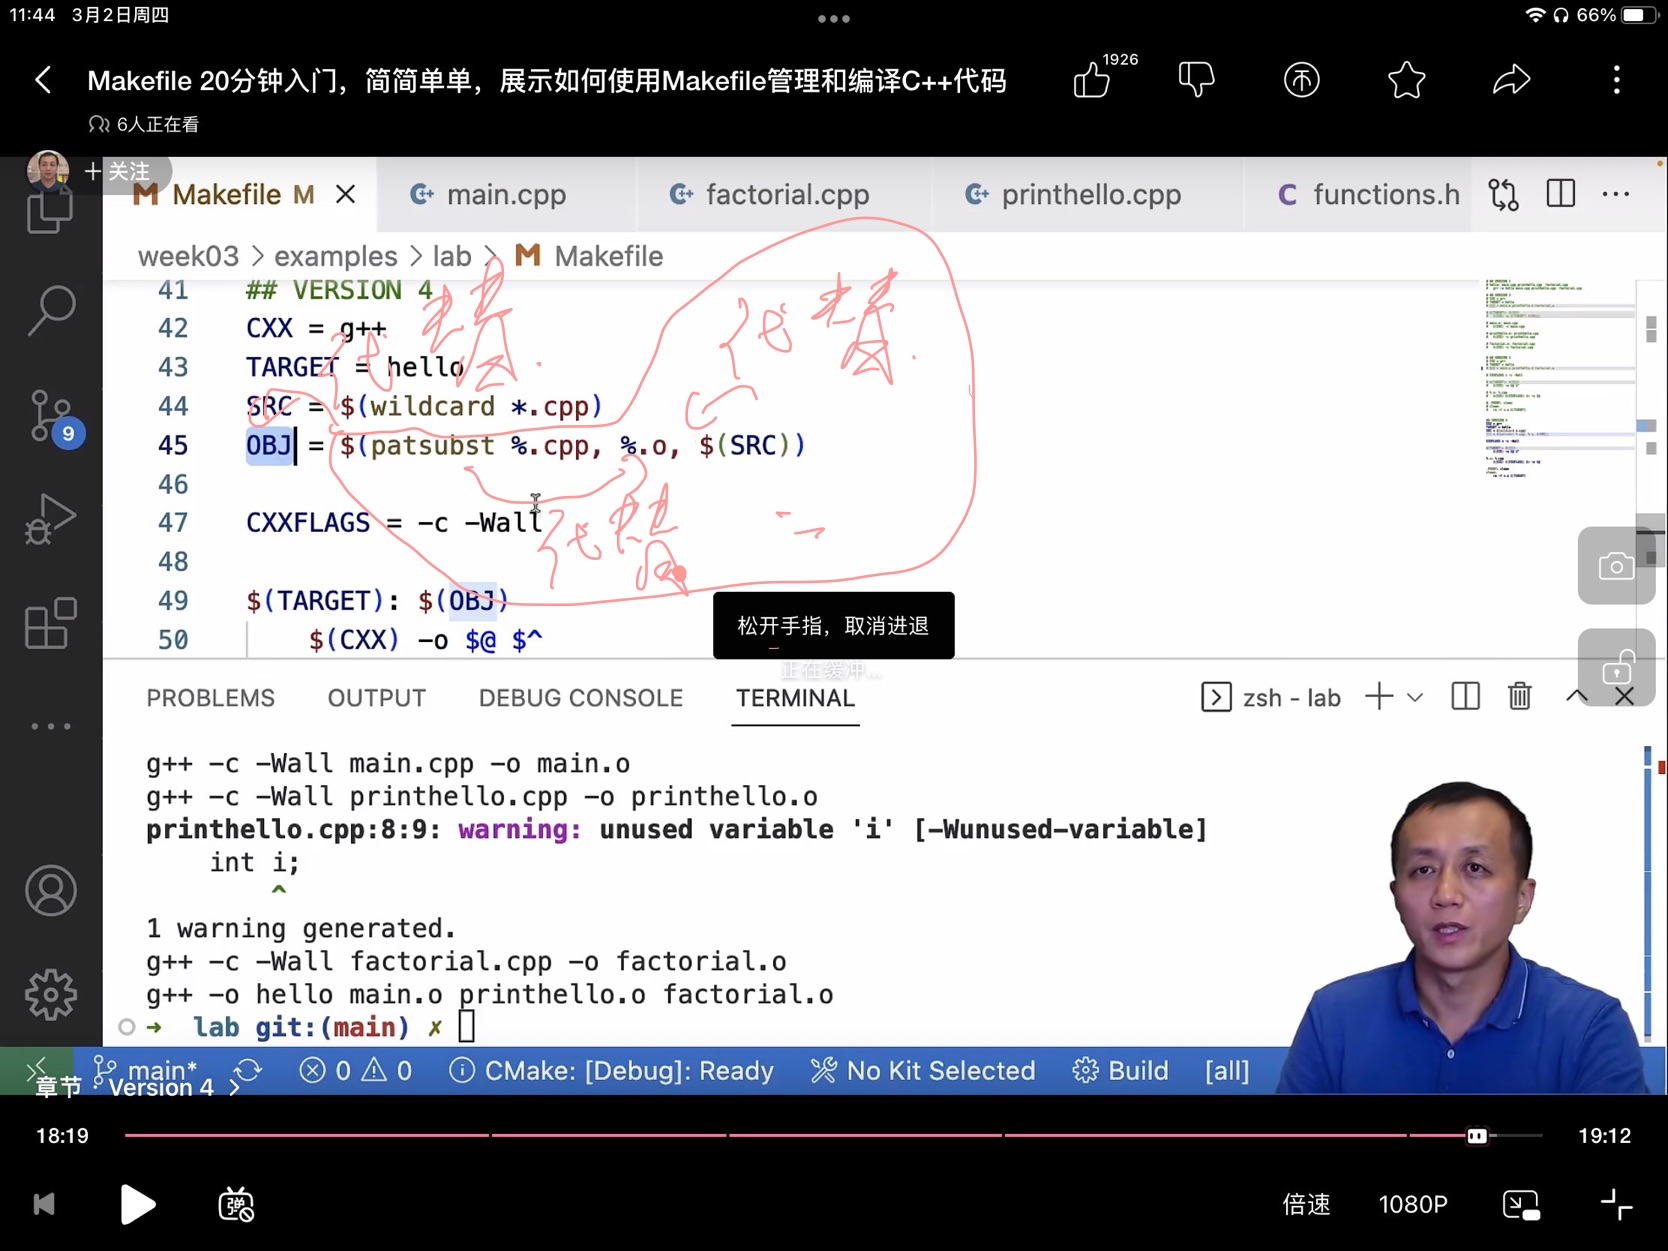 11:44 3月2日周四
66%
Makefile 20分钟入门，简简单单，展示如何使用Makefile管理和编译C++代码
1926
6人正在看
+ 关注
Makefile M
main.cpp
factorial.cpp
printhello.cpp
C functions.h
week03 > examples > lab > M Makefile
41 ## VERSION 4
42 CXX = g++
43 TARGET = hello
44 SRC = $(wildcard *.cpp)
45 OBJ = $(patsubst %.cpp, %.o, $(SRC))
46
47 CXXFLAGS = -c -Wall
48
49 $(TARGET): $(OBJ)
50 $(CXX) -o $@ $^
代替
代替
代替
松开手指，取消进退
正在缓冲...
9
PROBLEMS OUTPUT DEBUG CONSOLE TERMINAL
zsh - lab
g++ -c -Wall main.cpp -o main.o
g++ -c -Wall printhello.cpp -o printhello.o
printhello.cpp:8:9: warning: unused variable 'i' [-Wunused-variable]
int i;
^
1 warning generated.
g++ -c -Wall factorial.cpp -o factorial.o
g++ -o hello main.o printhello.o factorial.o
➜ lab git:(main) ✗
main* 0 0 CMake: [Debug]: Ready No Kit Selected Build [all]
章节 · Version 4 >
18:19
19:12
弹
倍速
1080P